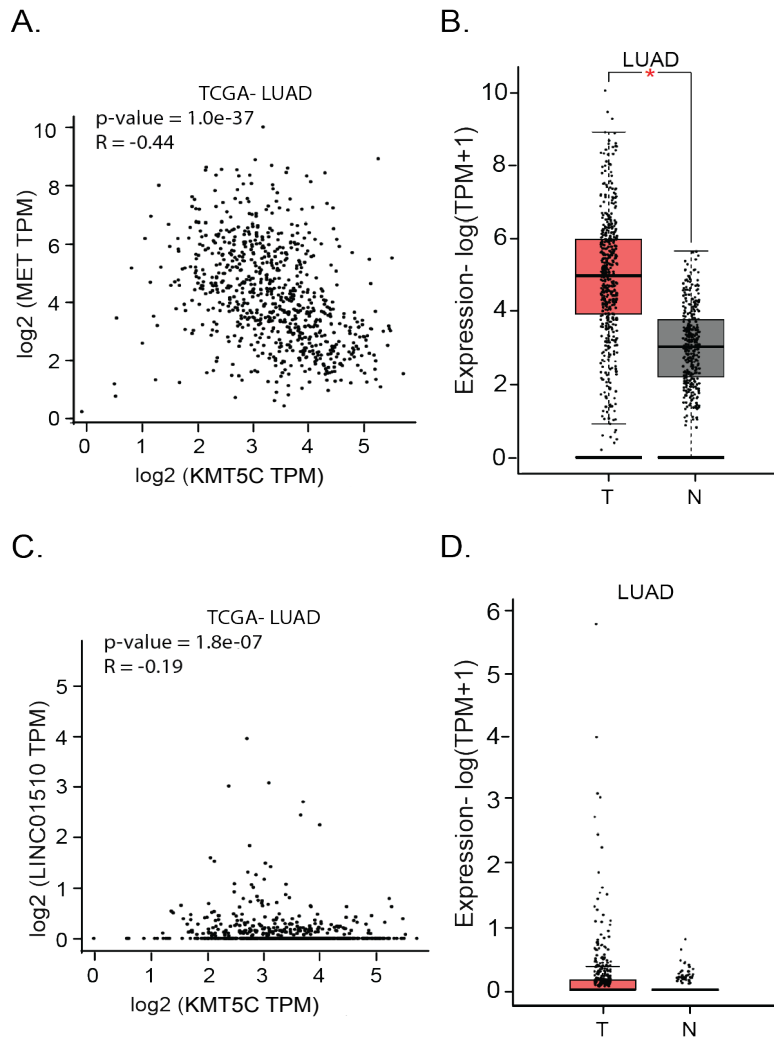 A.
TCGA- LUAD
p-value = 1.0e-37
R = -0.44
log2 (MET TPM)
10
8
6
4
2
0
0 1 2 3 4 5
log2 (KMT5C TPM)
B.
LUAD
*
Expression- log(TPM+1)
10
8
6
4
2
0
T N
C.
TCGA- LUAD
p-value = 1.8e-07
R = -0.19
log2 (LINC01510 TPM)
5
4
3
2
1
0
0 1 2 3 4 5
log2 (KMT5C TPM)
D.
LUAD
Expression- log(TPM+1)
6
5
4
3
2
1
0
T N